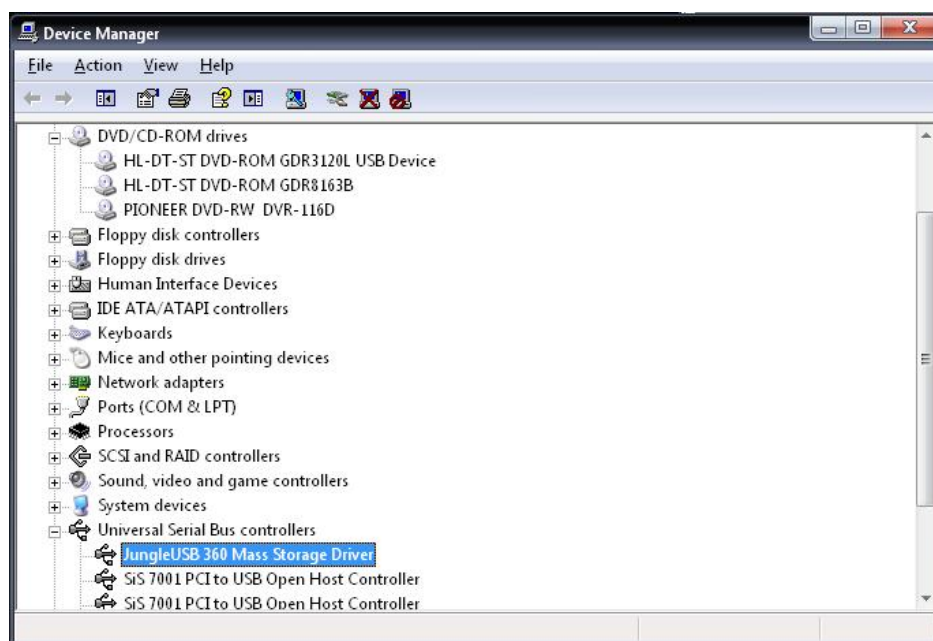 Device Manager
File Action View Help
DVD/CD-ROM drives
HL-DT-ST DVD-ROM GDR3120L USB Device
HL-DT-ST DVD-ROM GDR8163B
PIONEER DVD-RW DVR-116D
Floppy disk controllers
Floppy disk drives
Human Interface Devices
IDE ATA/ATAPI controllers
Keyboards
Mice and other pointing devices
Network adapters
Ports (COM & LPT)
Processors
SCSI and RAID controllers
Sound, video and game controllers
System devices
Universal Serial Bus controllers
JungleUSB 360 Mass Storage Driver
SiS 7001 PCI to USB Open Host Controller
SiS 7001 PCI to USB Open Host Controller